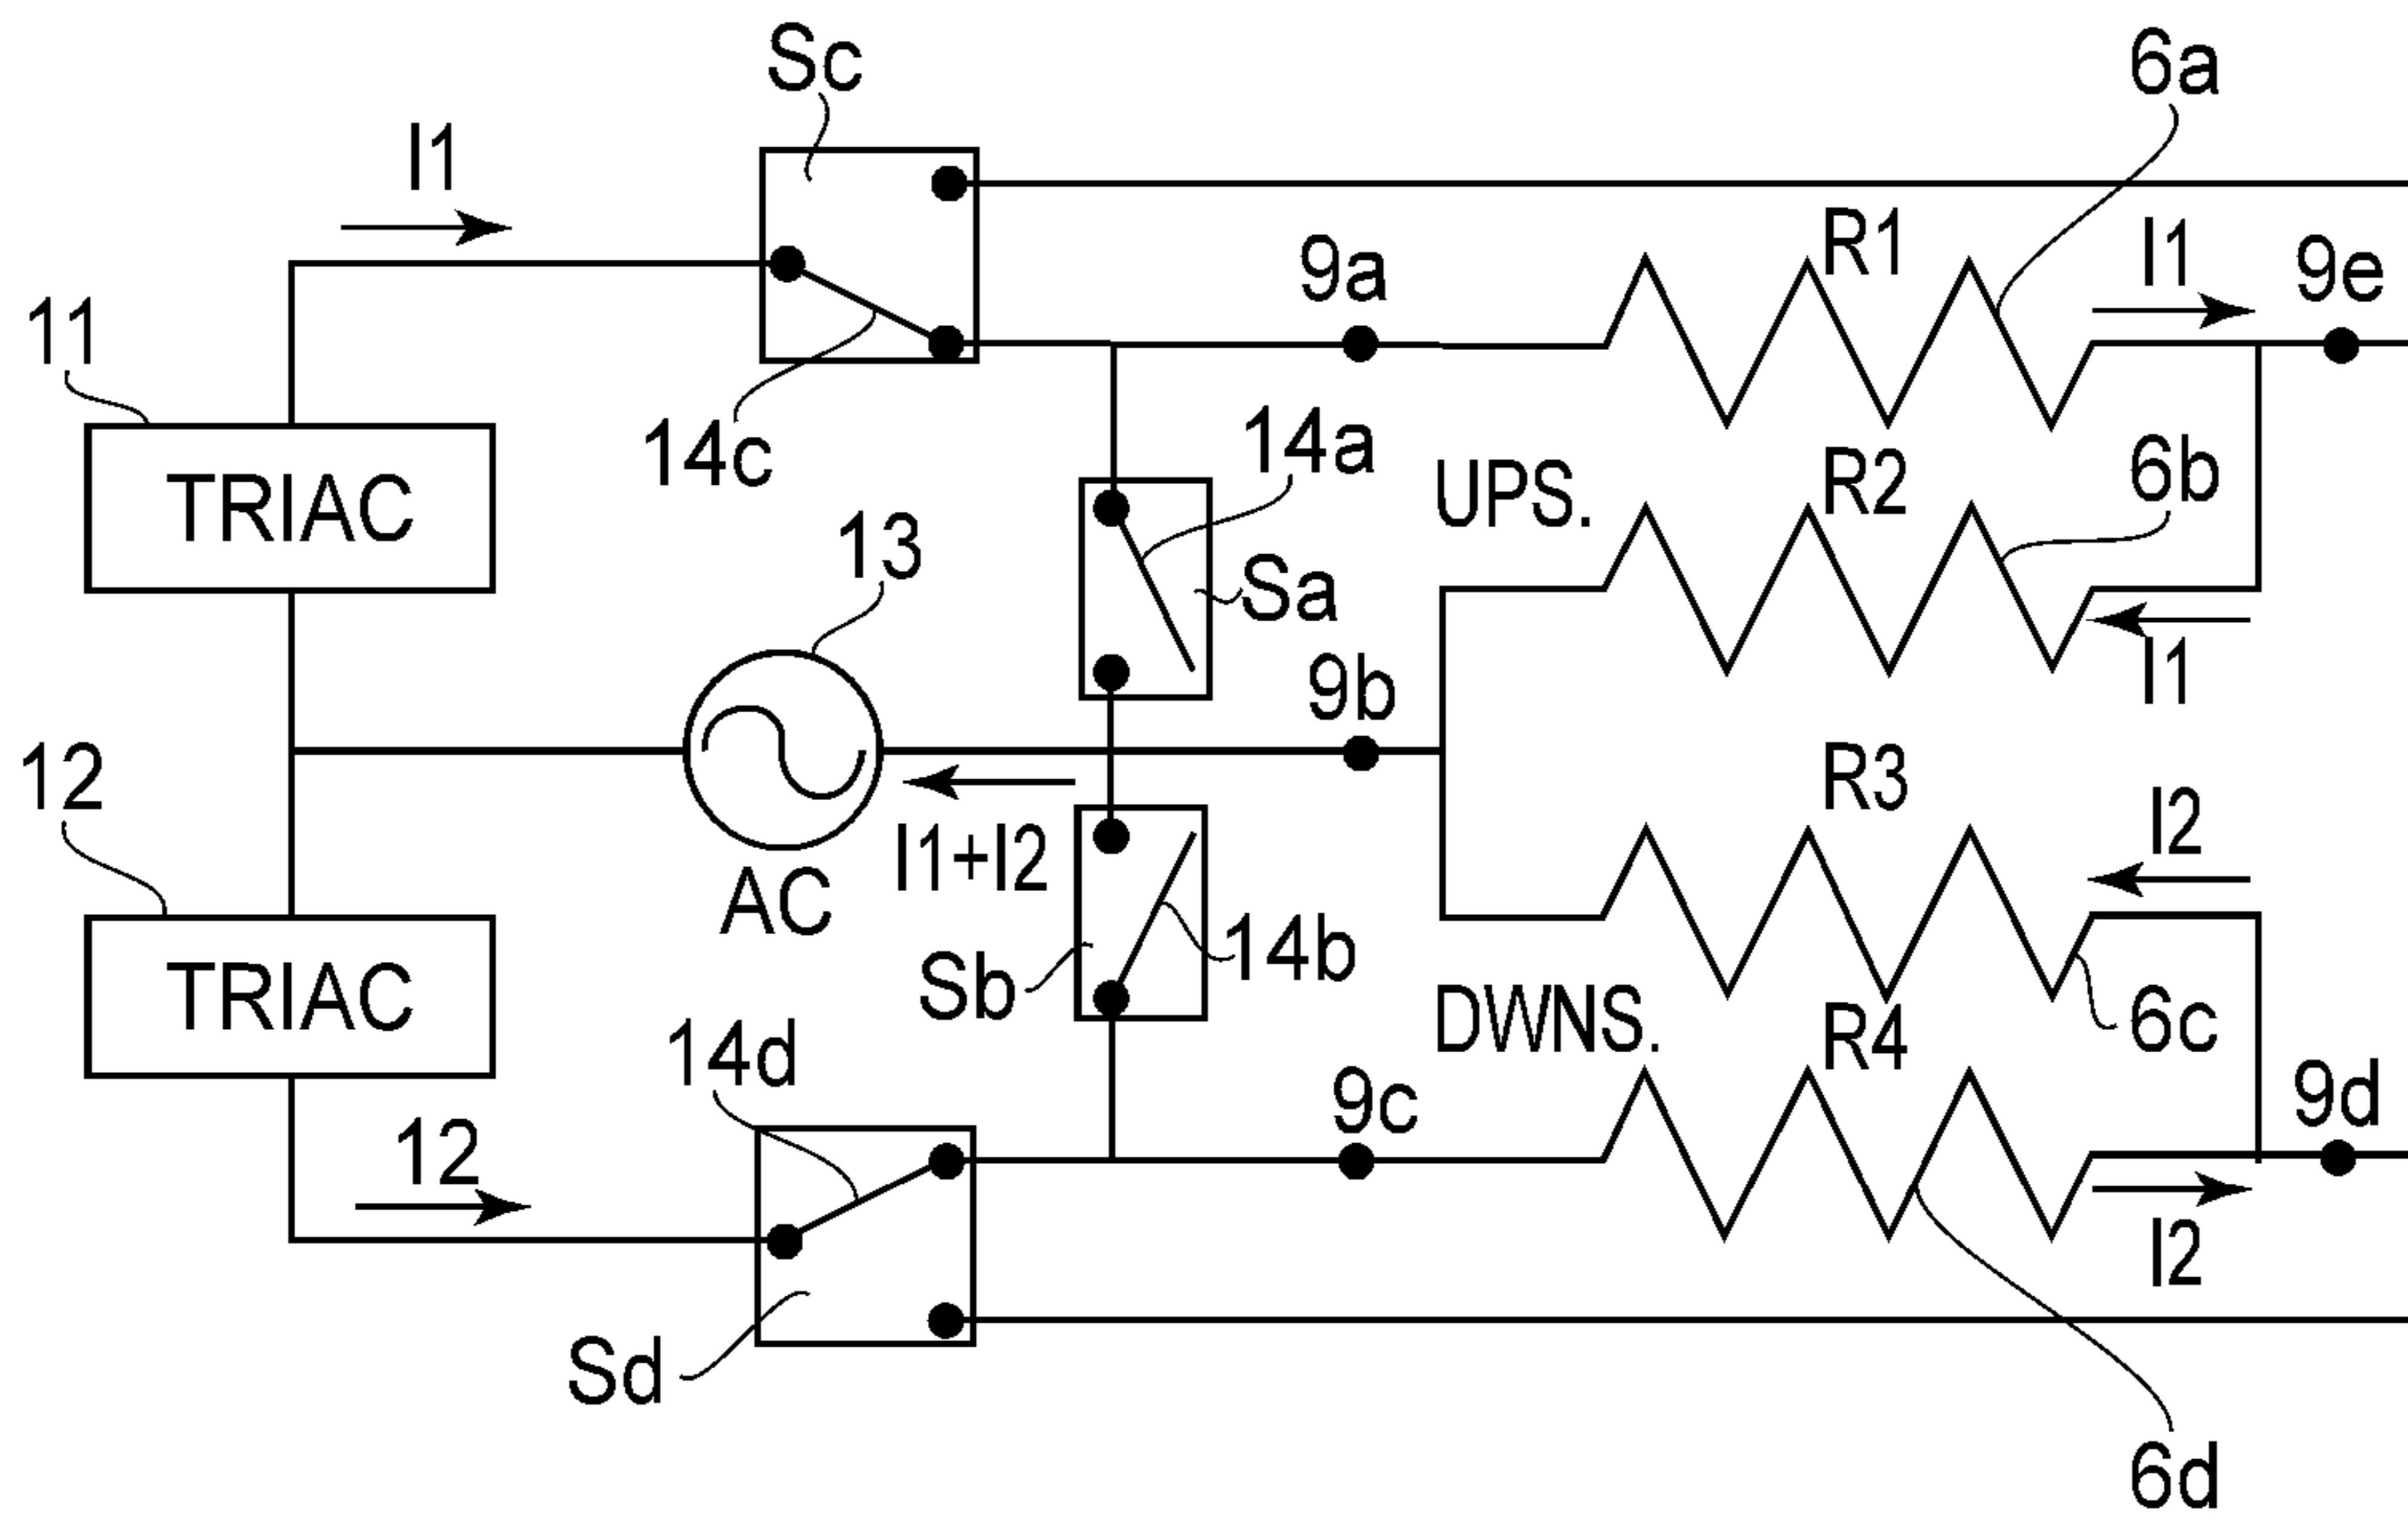 Sc
6a
I1
R1
I1
9e
9a
11
14c
14a
6b
UPS.
R2
TRIAC
13
Sa
I1
9b
12
R3
I2
I1+I2
AC
14b
Sb
TRIAC
DWNS.
6c
R4
14d
9c
9d
12
I2
Sd
6d